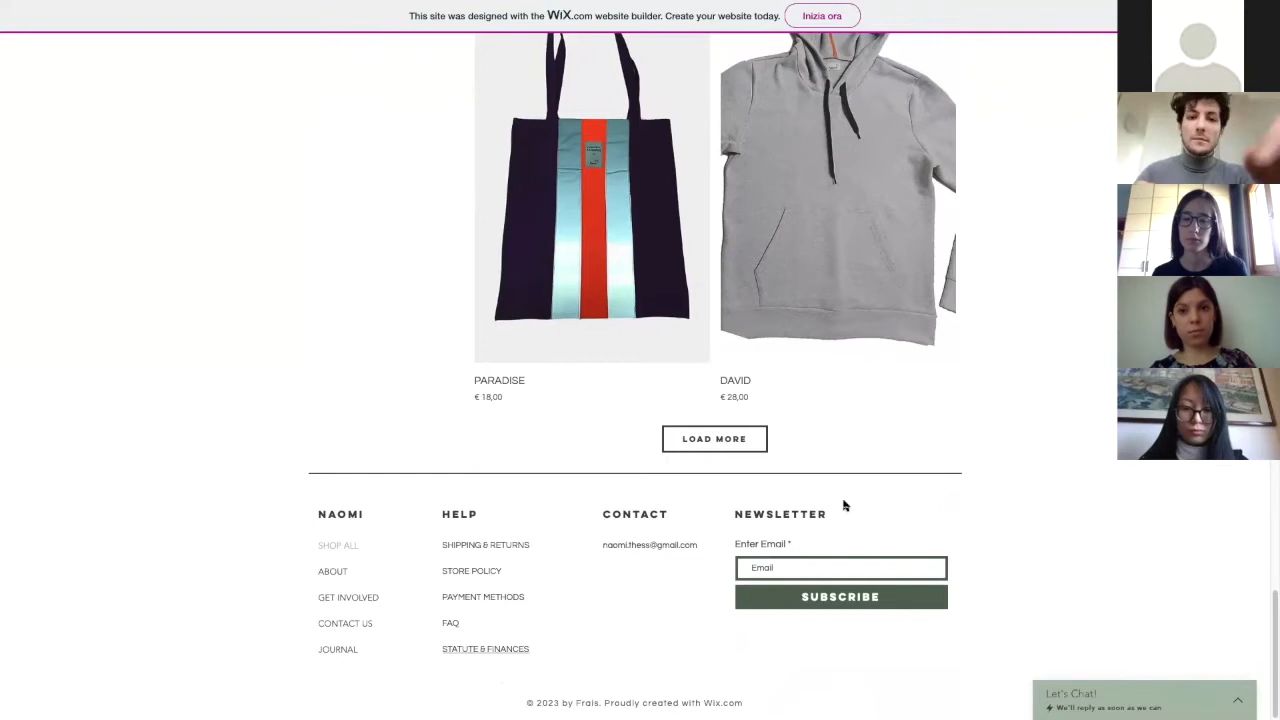 This site was designed with the WiX.com website builder. Create your website today.
Inizia ora
PARADISE
€ 18,00
DAVID
€ 28,00
LOAD MORE
NAOMI
SHOP ALL
ABOUT
GET INVOLVED
CONTACT US
JOURNAL
HELP
SHIPPING & RETURNS
STORE POLICY
PAYMENT METHODS
FAQ
STATUTE & FINANCES
CONTACT
naomi.thess@gmail.com
NEWSLETTER
Enter Email *
Email
SUBSCRIBE
© 2023 by Frais. Proudly created with Wix.com
Let's Chat!
We'll reply as soon as we can